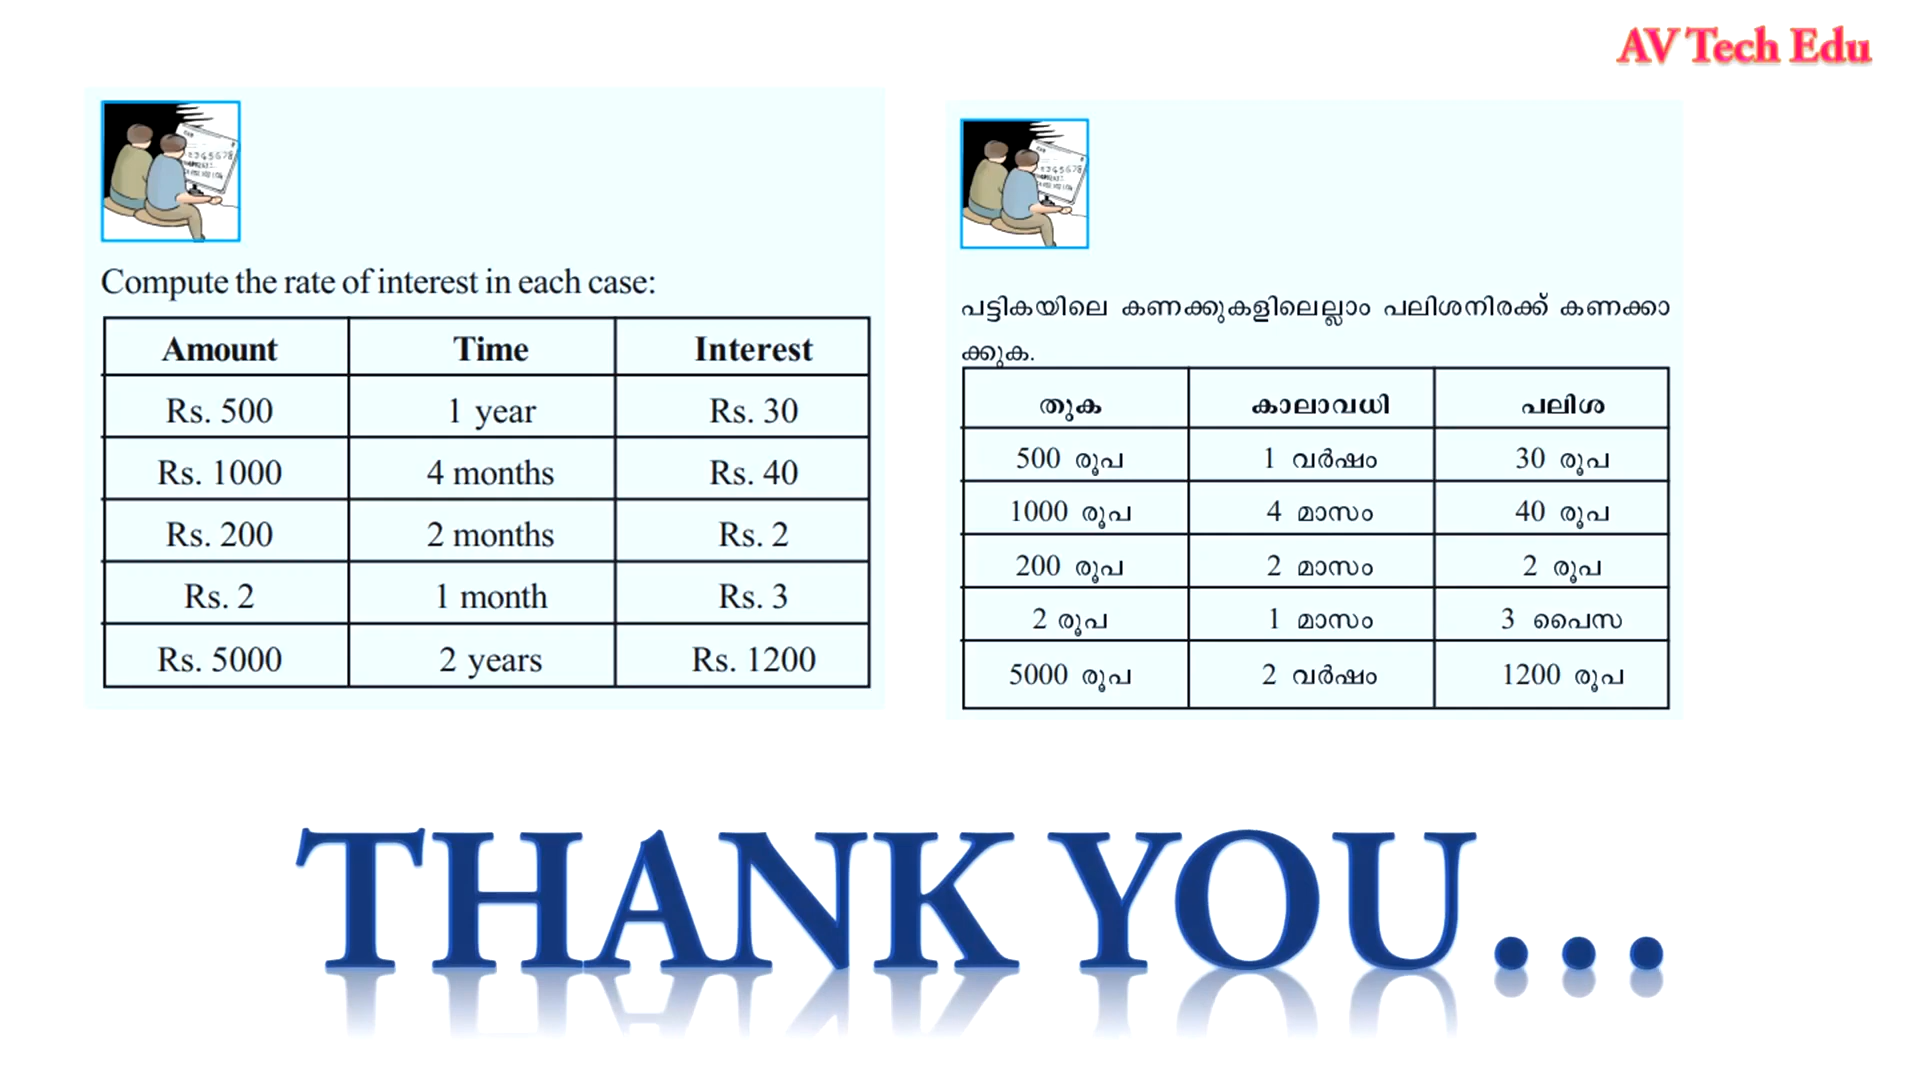 AV Tech Edu
Compute the rate of interest in each case:
Amount Time Interest
Rs. 500 1 year Rs. 30
Rs. 1000 4 months Rs. 40
Rs. 200 2 months Rs. 2
Rs. 2 1 month Rs. 3
Rs. 5000 2 years Rs. 1200
പട്ടികയിലെ കണക്കുകളിലെല്ലാം പലിശനിരക്ക് കണക്കാ
ക്കുക.
തുക കാലാവധി പലിശ
500 രൂപ 1 വർഷം 30 രൂപ
1000 രൂപ 4 മാസം 40 രൂപ
200 രൂപ 2 മാസം 2 രൂപ
2 രൂപ 1 മാസം 3 പൈസ
5000 രൂപ 2 വർഷം 1200 രൂപ
THANK YOU...